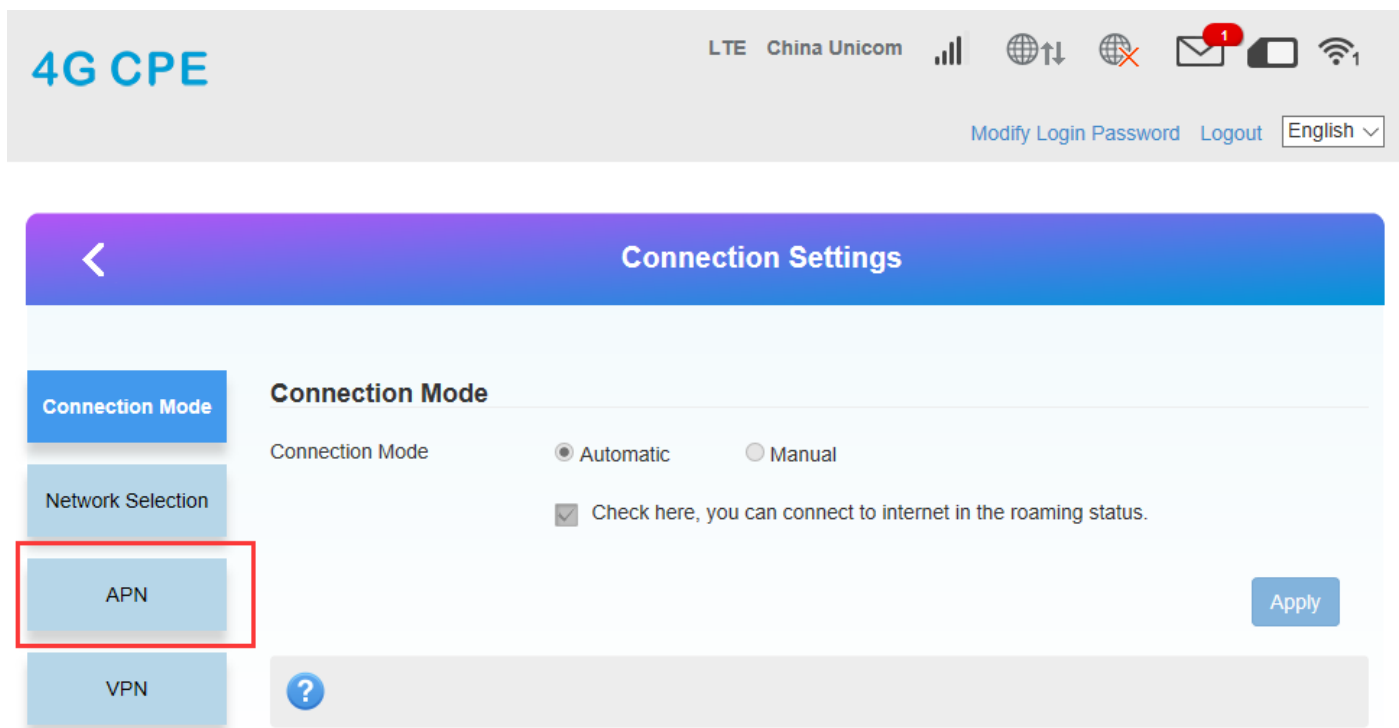 4G CPE
LTE China Unicom
1
1
Modify Login Password Logout English
Connection Settings
Connection Mode
Network Selection
APN
VPN
Connection Mode
Connection Mode Automatic Manual
Check here, you can connect to internet in the roaming status.
Apply
?